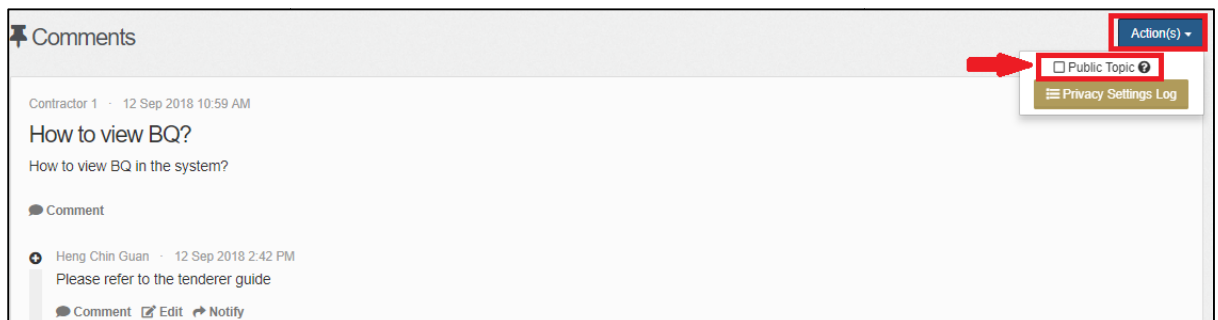 Comments
Action(s)
Public Topic
Privacy Settings Log
Contractor 1 · 12 Sep 2018 10:59 AM
How to view BQ?
How to view BQ in the system?
Comment
Heng Chin Guan · 12 Sep 2018 2:42 PM
Please refer to the tenderer guide
Comment Edit Notify